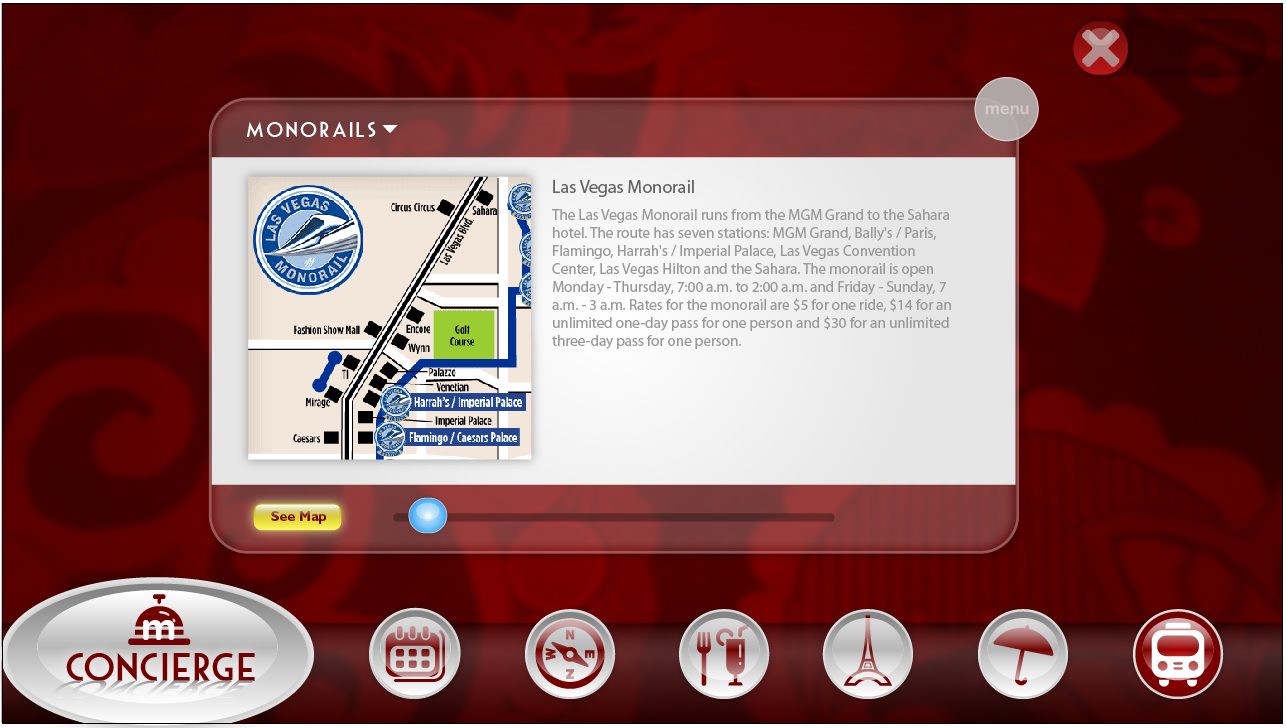 menu
MONORAILS
LAS VEGAS
MONORAIL
Circus Circus
Sahara
Las Vegas Blvd.
Fashion Show Mall
Encore
Wynn
Golf
Course
TI
Palazzo
Venetian
Mirage
Harrah's / Imperial Palace
Imperial Palace
Caesars
Flamingo / Caesars Palace
Las Vegas Monorail
The Las Vegas Monorail runs from the MGM Grand to the Sahara
hotel. The route has seven stations: MGM Grand, Bally's / Paris,
Flamingo, Harrah's / Imperial Palace, Las Vegas Convention
Center, Las Vegas Hilton and the Sahara. The monorail is open
Monday - Thursday, 7:00 a.m. to 2:00 a.m. and Friday - Sunday, 7
a.m. - 3 a.m. Rates for the monorail are $5 for one ride, $14 for an
unlimited one-day pass for one person and $30 for an unlimited
three-day pass for one person.
See Map
m
CONCIERGE
N
W E
Z